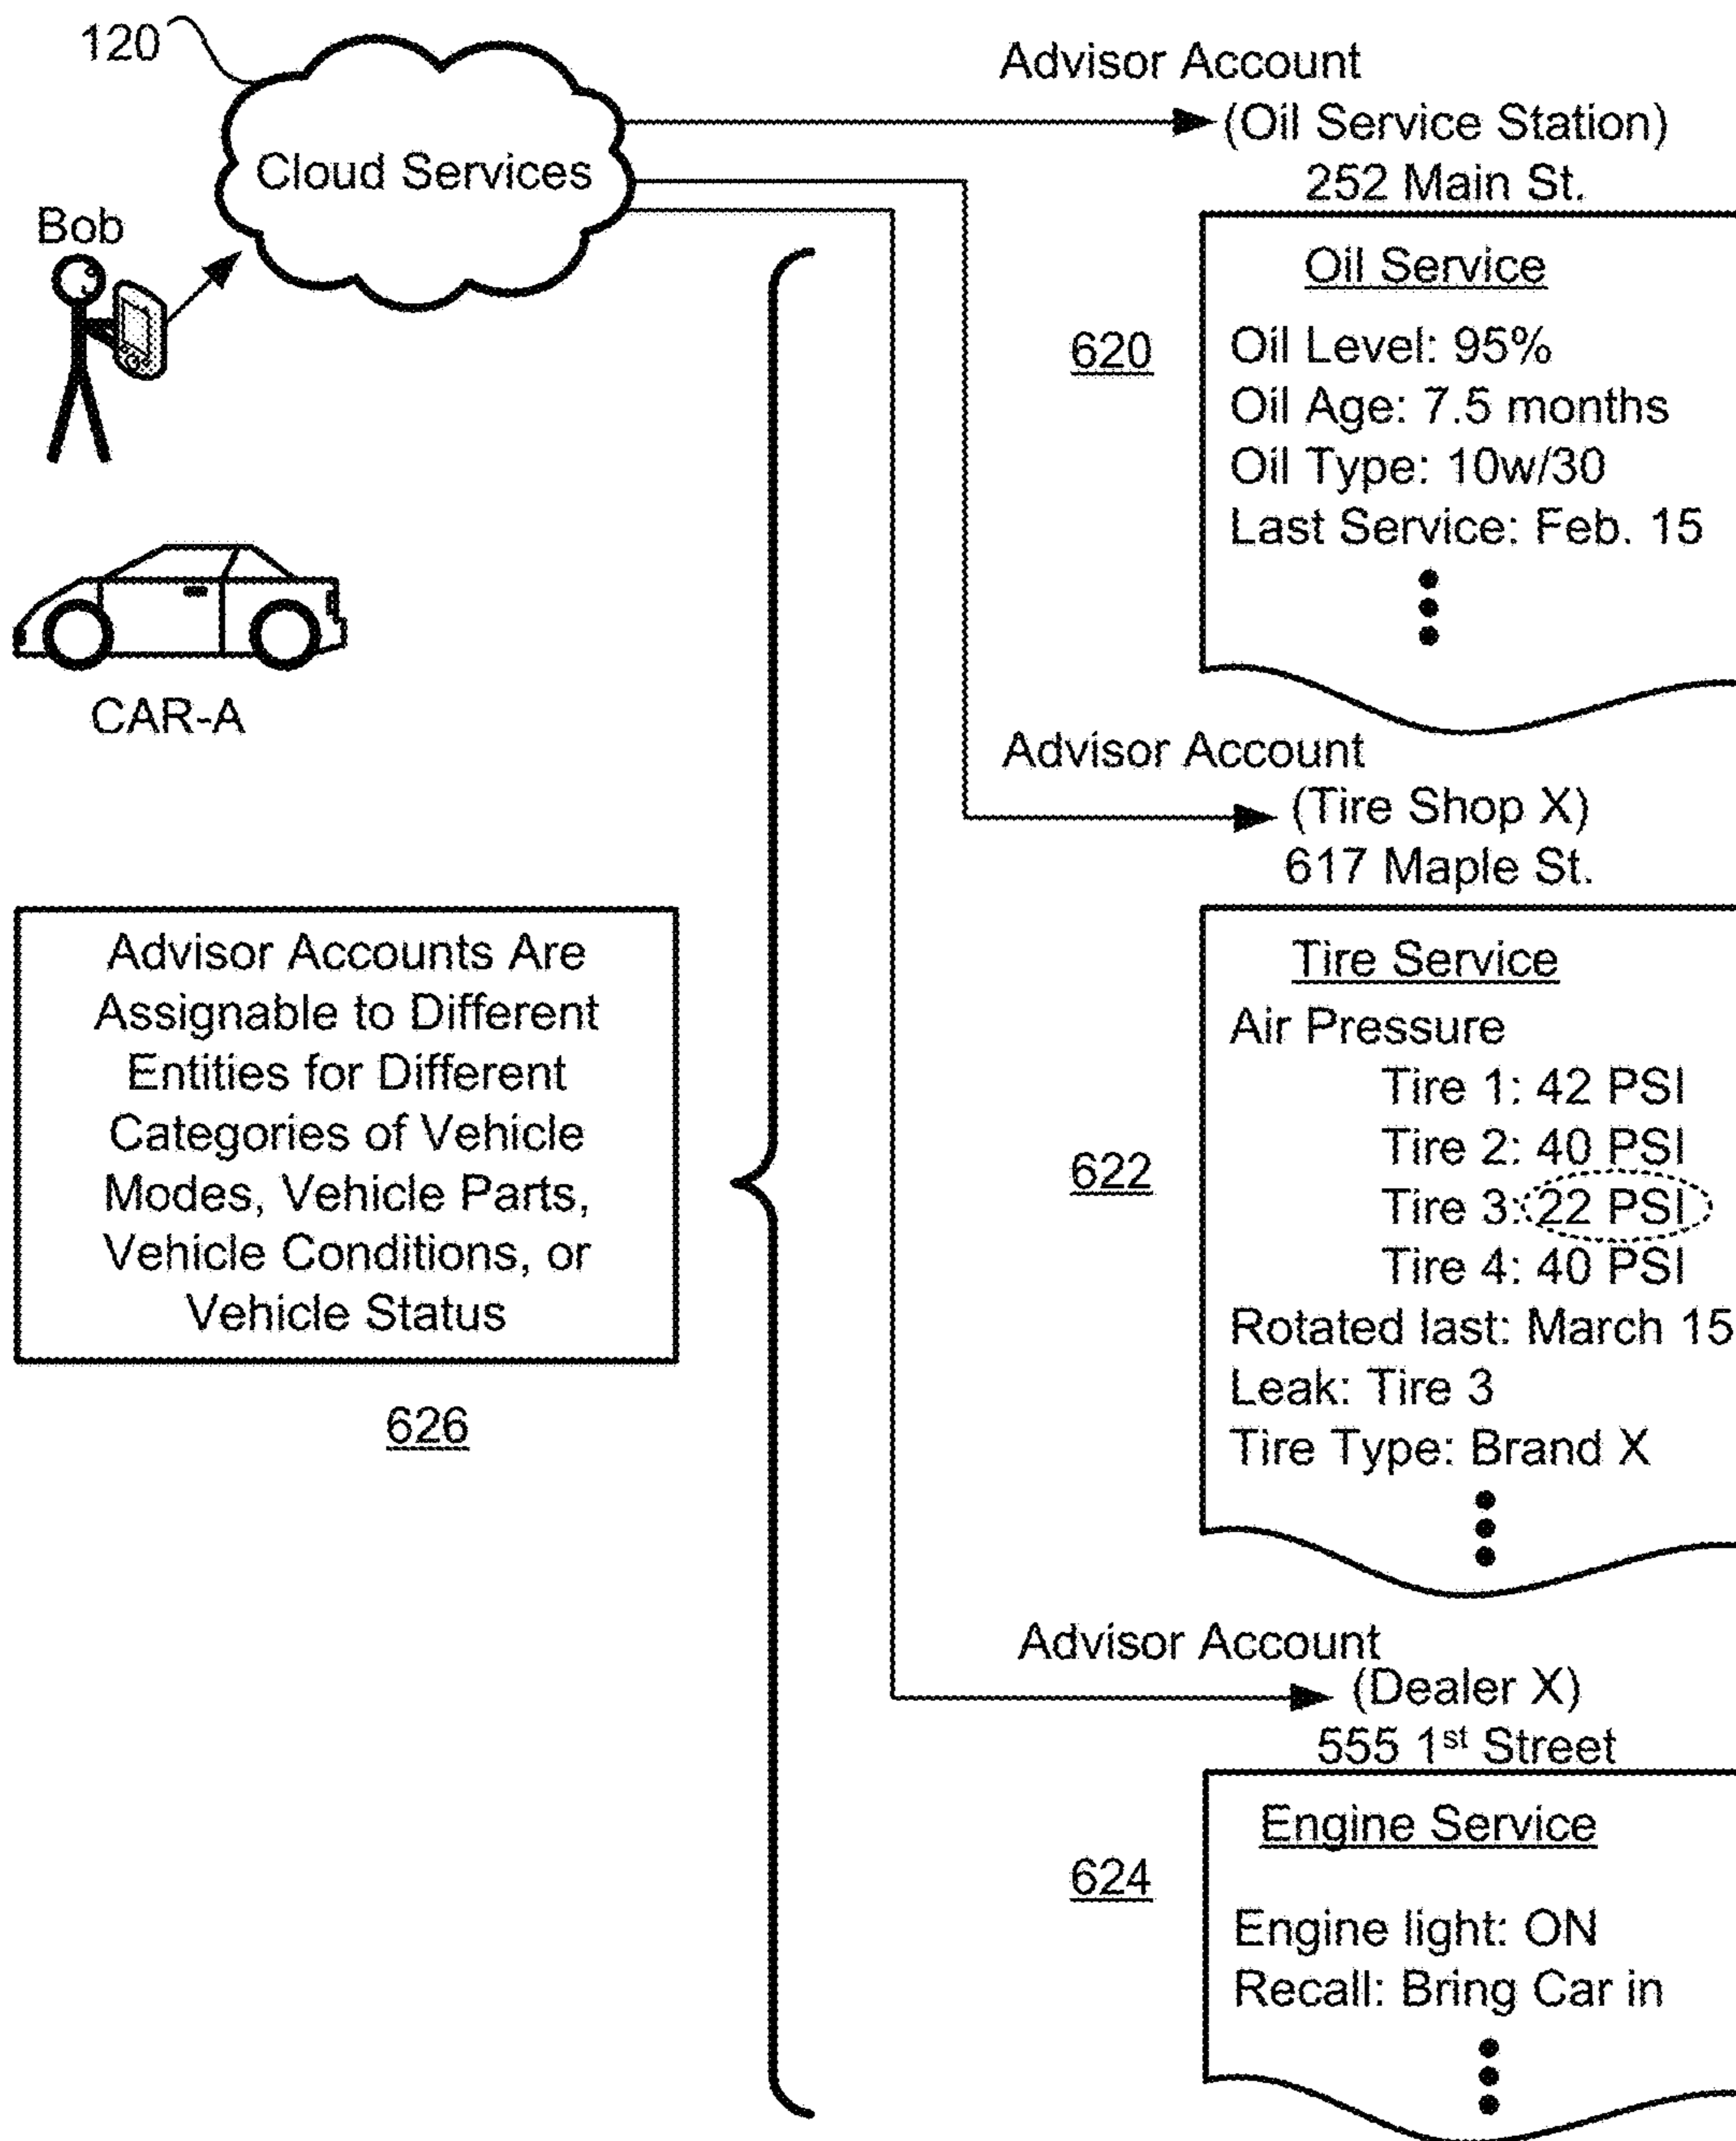 120
Cloud Services
Bob
CAR-A
Advisor Account
(Oil Service Station)
252 Main St.
620
Oil Service
Oil Level: 95%
Oil Age: 7.5 months
Oil Type: 10w/30
Last Service: Feb. 15
Advisor Account
(Tire Shop X)
617 Maple St.
622
Tire Service
Air Pressure
Tire 1: 42 PSI
Tire 2: 40 PSI
Tire 3: 22 PSI
Tire 4: 40 PSI
Rotated last: March 15
Leak: Tire 3
Tire Type: Brand X
Advisor Accounts Are
Assignable to Different
Entities for Different
Categories of Vehicle
Modes, Vehicle Parts,
Vehicle Conditions, or
Vehicle Status
626
Advisor Account
(Dealer X)
555 1st Street
624
Engine Service
Engine light: ON
Recall: Bring Car in